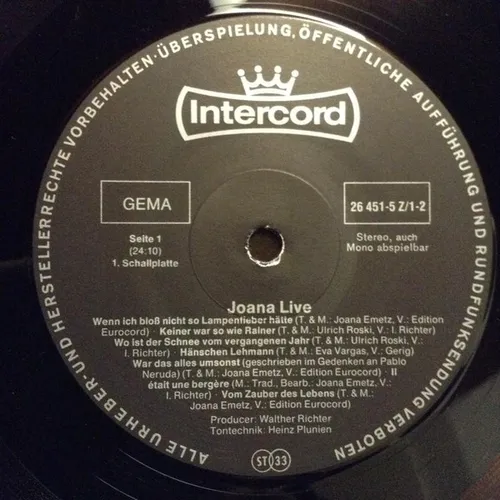 ALLE URHEBER- UND HERSTELLERRECHTE VORBEHALTEN · ÜBERSPIELUNG, ÖFFENTLICHE AUFFÜHRUNG UND RUNDFUNKSENDUNG VERBOTEN
Intercord
GEMA
26 451-5 Z/1-2
Seite 1
(24:10)
1. Schallplatte
Stereo, auch
Mono abspielbar
Joana Live
Wenn ich bloß nicht so Lampenfieber hätte (T. & M.: Joana Emetz, V.: Edition
Eurocord) · Keiner war so wie Rainer (T. & M.: Ulrich Roski, V.: I. Richter)
Wo ist der Schnee vom vergangenen Jahr (T. & M.: Ulrich Roski, V.:
I. Richter) · Hänschen Lehmann (T. & M.: Eva Vargas, V.: Gerig)
War das alles umsonst (geschrieben im Gedenken an Pablo
Neruda) (T. & M.: Joana Emetz, V.: Edition Eurocord) · Il
était une bergère (M.: Trad., Bearb.: Joana Emetz, V.:
I. Richter) · Vom Zauber des Lebens (T. & M.:
Joana Emetz, V.: Edition Eurocord)
Producer: Walther Richter
Tontechnik: Heinz Plunien
ST 33